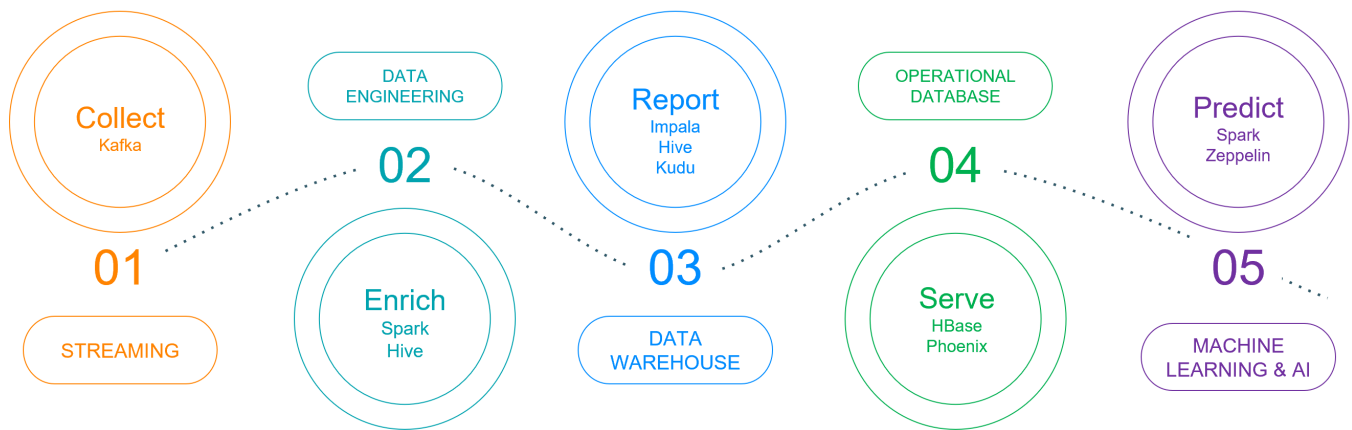 Collect
Kafka
01
STREAMING
DATA
ENGINEERING
02
Enrich
Spark
Hive
Report
Impala
Hive
Kudu
03
DATA
WAREHOUSE
OPERATIONAL
DATABASE
04
Serve
HBase
Phoenix
Predict
Spark
Zeppelin
05
MACHINE
LEARNING & AI